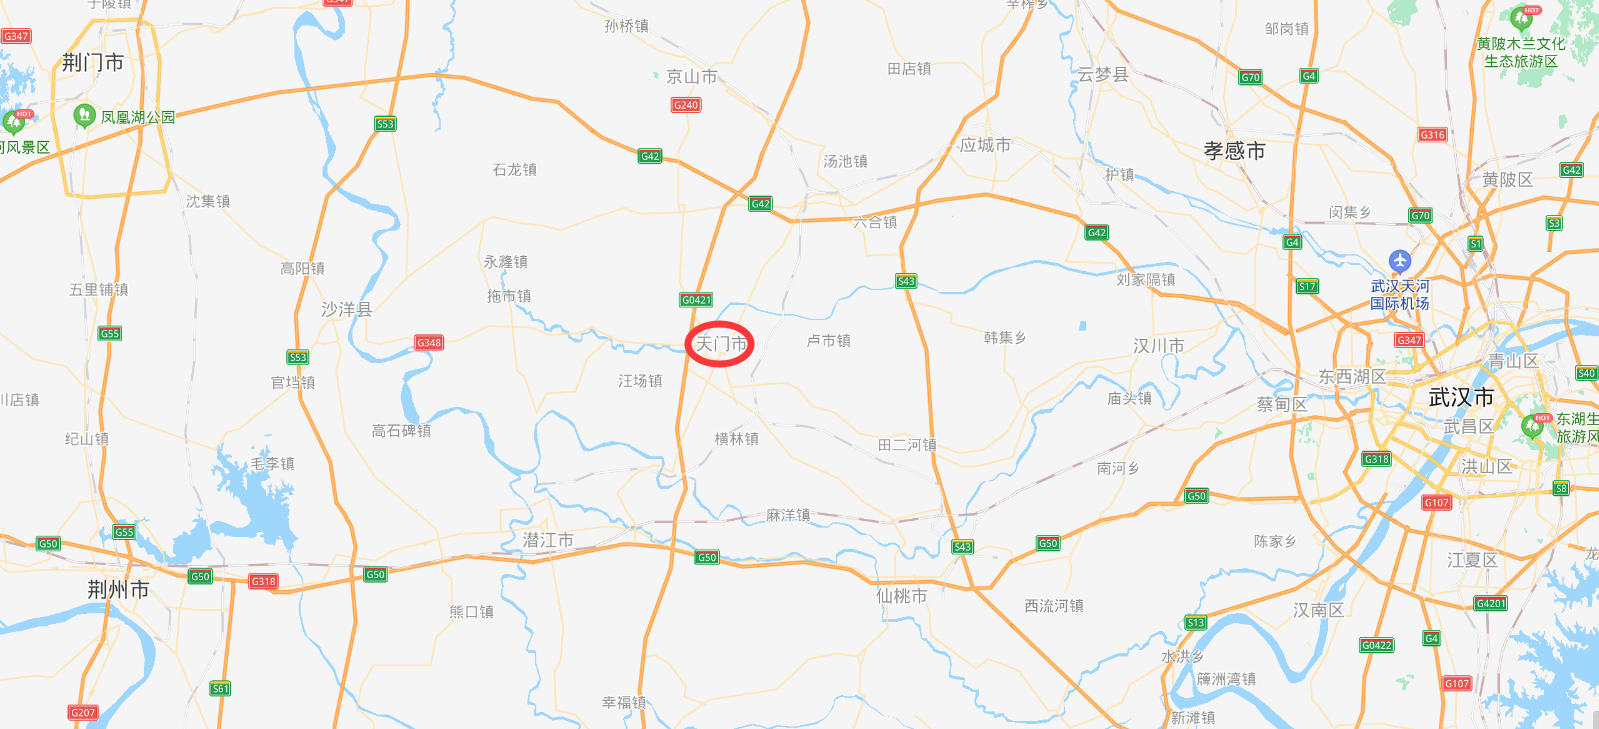 子陵镇
G347
辛榨乡
HOT
孙桥镇
邹岗镇
G347
黄陂木兰文化
生态旅游区
荆门市
京山市
田店镇
云梦县
G70
G4
G240
HOT
凤凰湖公园
S53
G316
河风景区
应城市
孝感市
G42
汤池镇
石龙镇
护镇
G42
黄陂区
沈集镇
G42
闵集乡
G70
六合镇
S3
G42
G4
S1
永漋镇
高阳镇
刘家隔镇
S43
武汉天河
国际机场
S17
五里铺镇
拖市镇
G0421
沙洋县
G55
G348
天门市
卢市镇
韩集乡
汉川市
G347
S53
青山区
官垱镇
汪场镇
东西湖区
S40
川店镇
庙头镇
蔡甸区
武汉市
HOT
东湖生
旅游风
纪山镇
高石碑镇
横林镇
田二河镇
武昌区
毛李镇
南河乡
G318
洪山区
G50
S8
G107
麻洋镇
G55
G50
潜江市
S43
G50
陈家乡
龙
G50
江夏区
G50
G318
G50
荆州市
仙桃市
西流河镇
G4201
熊口镇
汉南区
S13
G4
G0422
水洪乡
簰洲湾镇
S61
G107
幸福镇
G207
新滩镇